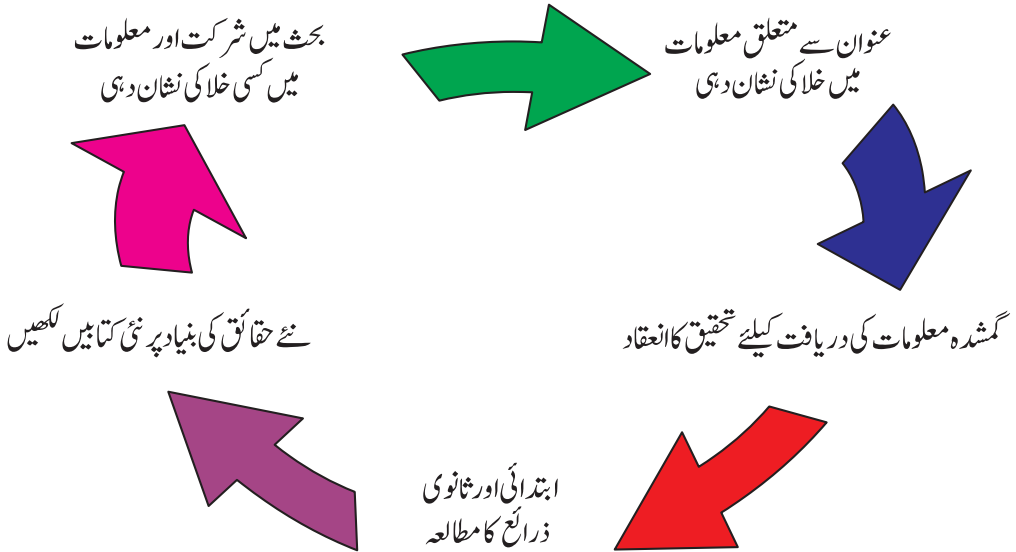 عنوان سے متعلق معلومات
میں خلا کی نشان دہی
گمشدہ معلومات کی دریافت کیلئے تحقیق کا انعقاد
ابتدائی اور ثانوی
ذرائع کا مطالعہ
نئے حقائق کی بنیاد پر نئی کتابیں لکھیں
بحث میں شرکت اور معلومات
میں کسی خلا کی نشان دہی